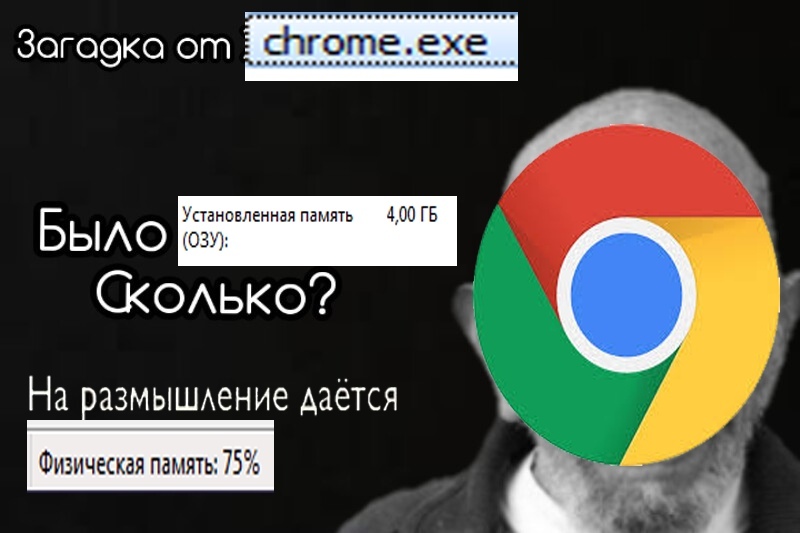 Загадка от chrome.exe
Было Установленная память 4,00 ГБ
(ОЗУ):
Сколько?
На размышление даётся
Физическая память: 75%